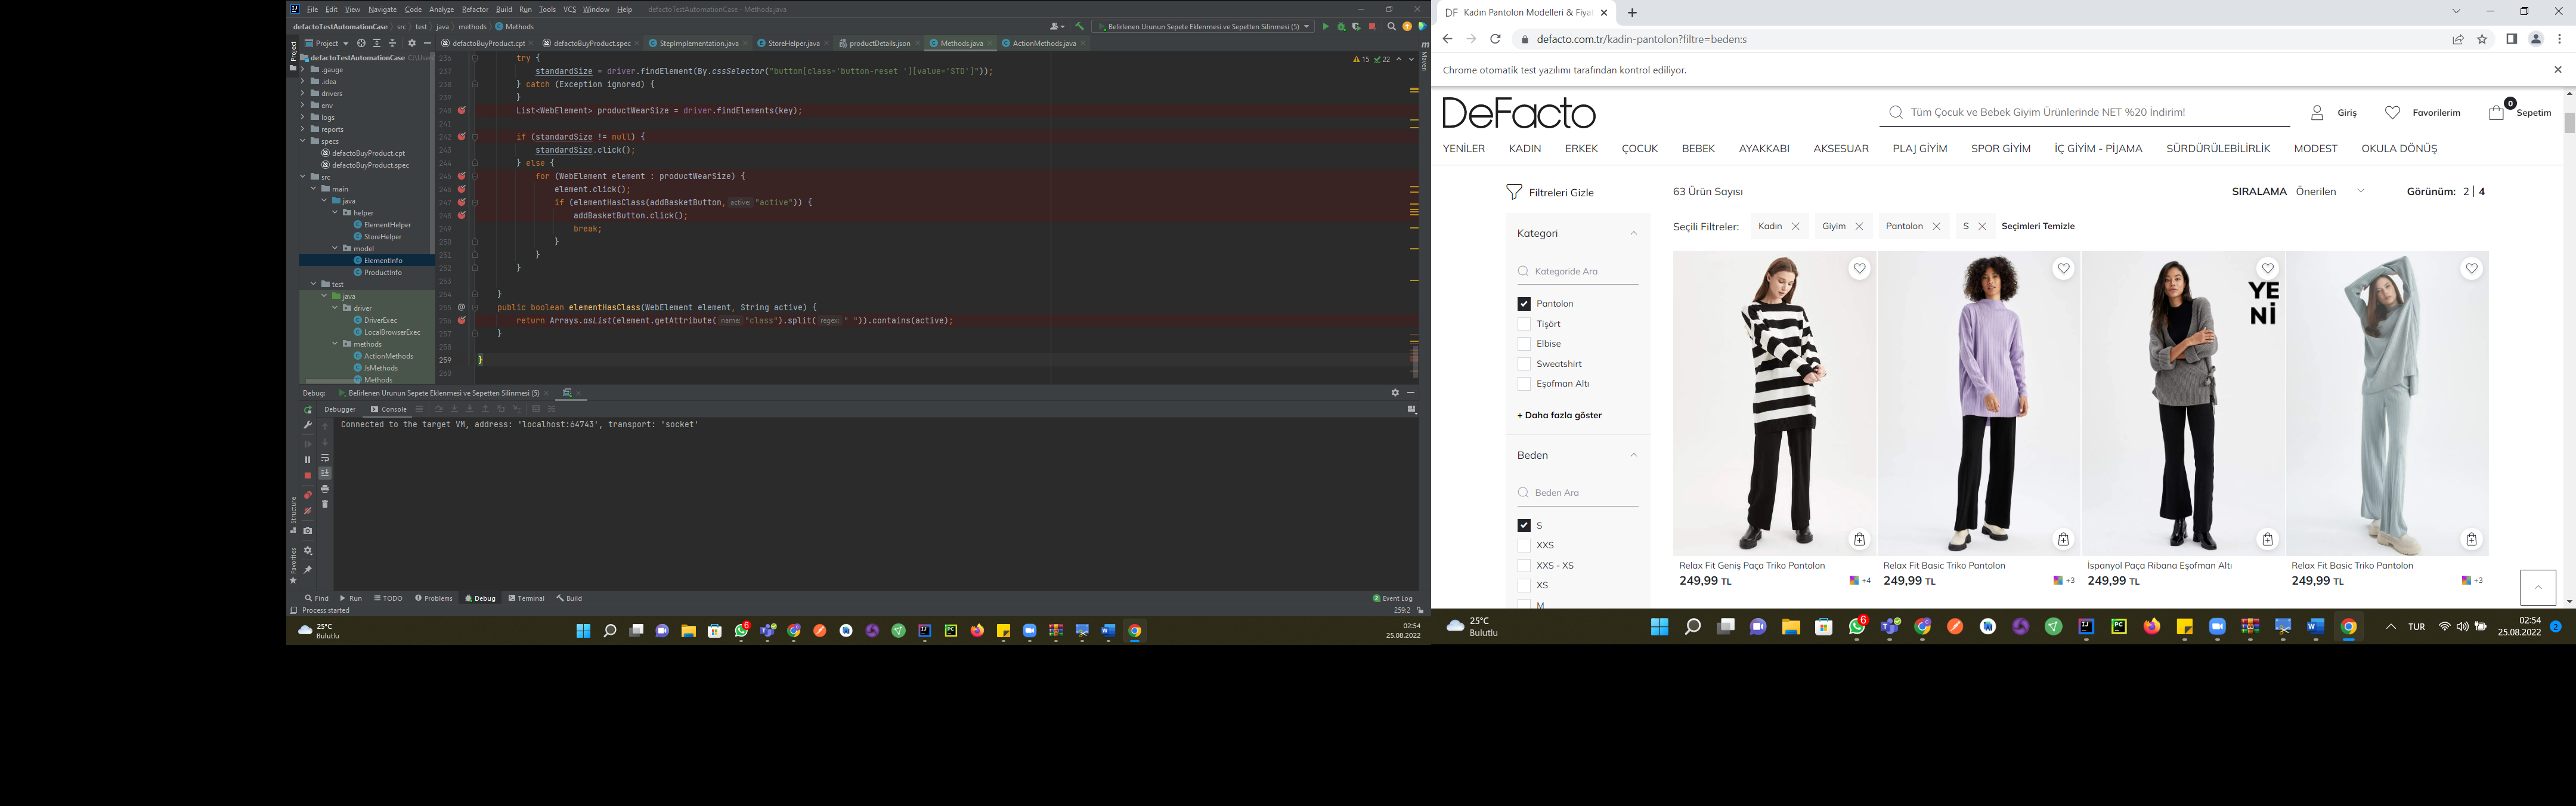 File Edit View Navigate Code Analyze Refactor Build Run Tools VCS Window Help defactoTestAutomationCase - Methods.java
defactoTestAutomationCase src test java methods Methods
Belirlenen Urunun Sepete Eklenmesi ve Sepetten Silinmesi (5)
Project
defactoBuyProduct.cpt defactoBuyProduct.spec StepImplementation.java StoreHelper.java productDetails.json Methods.java ActionMethods.java
Project
defactoTestAutomationCase C:\Users
.gauge
.idea
drivers
env
logs
reports
specs
defactoBuyProduct.cpt
defactoBuyProduct.spec
src
main
java
helper
ElementHelper
StoreHelper
model
ElementInfo
ProductInfo
test
java
driver
DriverExec
LocalBrowserExec
methods
ActionMethods
JsMethods
Methods
15 22
Maven
236 try {
237 standardSize = driver.findElement(By.cssSelector("button[class='button-reset '][value='STD']"));
238 } catch (Exception ignored) {
239 }
240 List<WebElement> productWearSize = driver.findElements(key);
241
242 if (standardSize != null) {
243 standardSize.click();
244 } else {
245 for (WebElement element : productWearSize) {
246 element.click();
247 if (elementHasClass(addBasketButton, active: "active")) {
248 addBasketButton.click();
249 break;
250 }
251 }
252 }
253
254 }
255 public boolean elementHasClass(WebElement element, String active) {
256 return Arrays.asList(element.getAttribute( name: "class").split( regex: " ")).contains(active);
257 }
258
259 }
260
Debug: Belirlenen Urunun Sepete Eklenmesi ve Sepetten Silinmesi (5)
Debugger Console
Connected to the target VM, address: 'localhost:64743', transport: 'socket'
Structure
Favorites
Find Run TODO Problems Debug Terminal Build
2 Event Log
Process started
259:2
25°C
Bulutlu
6
02:54
25.08.2022
DF Kadın Pantolon Modelleri & Fiya
defacto.com.tr/kadin-pantolon?filtre=beden:s
Chrome otomatik test yazılımı tarafından kontrol ediliyor.
DeFacto
Tüm Çocuk ve Bebek Giyim Ürünlerinde NET %20 İndirim!
Giriş Favorilerim 0 Sepetim
YENİLER KADIN ERKEK ÇOCUK BEBEK AYAKKABI AKSESUAR PLAJ GİYİM SPOR GİYİM İÇ GİYİM - PİJAMA SÜRDÜRÜLEBİLİRLİK MODEST OKULA DÖNÜŞ
Filtreleri Gizle
63 Ürün Sayısı
SIRALAMA Önerilen
Görünüm: 2 | 4
Seçili Filtreler: Kadın Giyim Pantolon S Seçimleri Temizle
Kategori
Kategoride Ara
Pantolon
Tişört
Elbise
Sweatshirt
Eşofman Altı
+ Daha fazla göster
Beden
Beden Ara
S
XXS
XXS - XS
XS
M
YE
Nİ
Relax Fit Geniş Paça Triko Pantolon
249,99 TL
+4
Relax Fit Basic Triko Pantolon
249,99 TL
+3
İspanyol Paça Ribana Eşofman Altı
249,99 TL
Relax Fit Basic Triko Pantolon
249,99 TL
+3
25°C
Bulutlu
6
TUR
02:54
25.08.2022
2